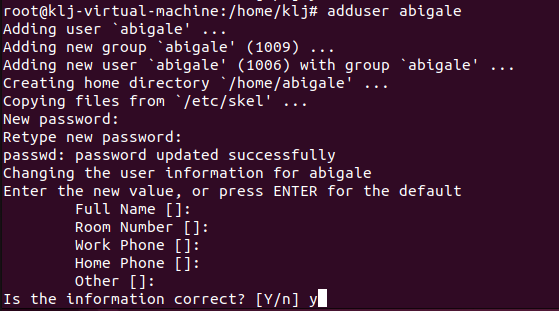 root@klj-virtual-machine:/home/klj# adduser abigale
Adding user `abigale' ...
Adding new group `abigale' (1009) ...
Adding new user `abigale' (1006) with group `abigale' ...
Creating home directory `/home/abigale' ...
Copying files from `/etc/skel' ...
New password:
Retype new password:
passwd: password updated successfully
Changing the user information for abigale
Enter the new value, or press ENTER for the default
        Full Name []:
        Room Number []:
        Work Phone []:
        Home Phone []:
        Other []:
Is the information correct? [Y/n] y